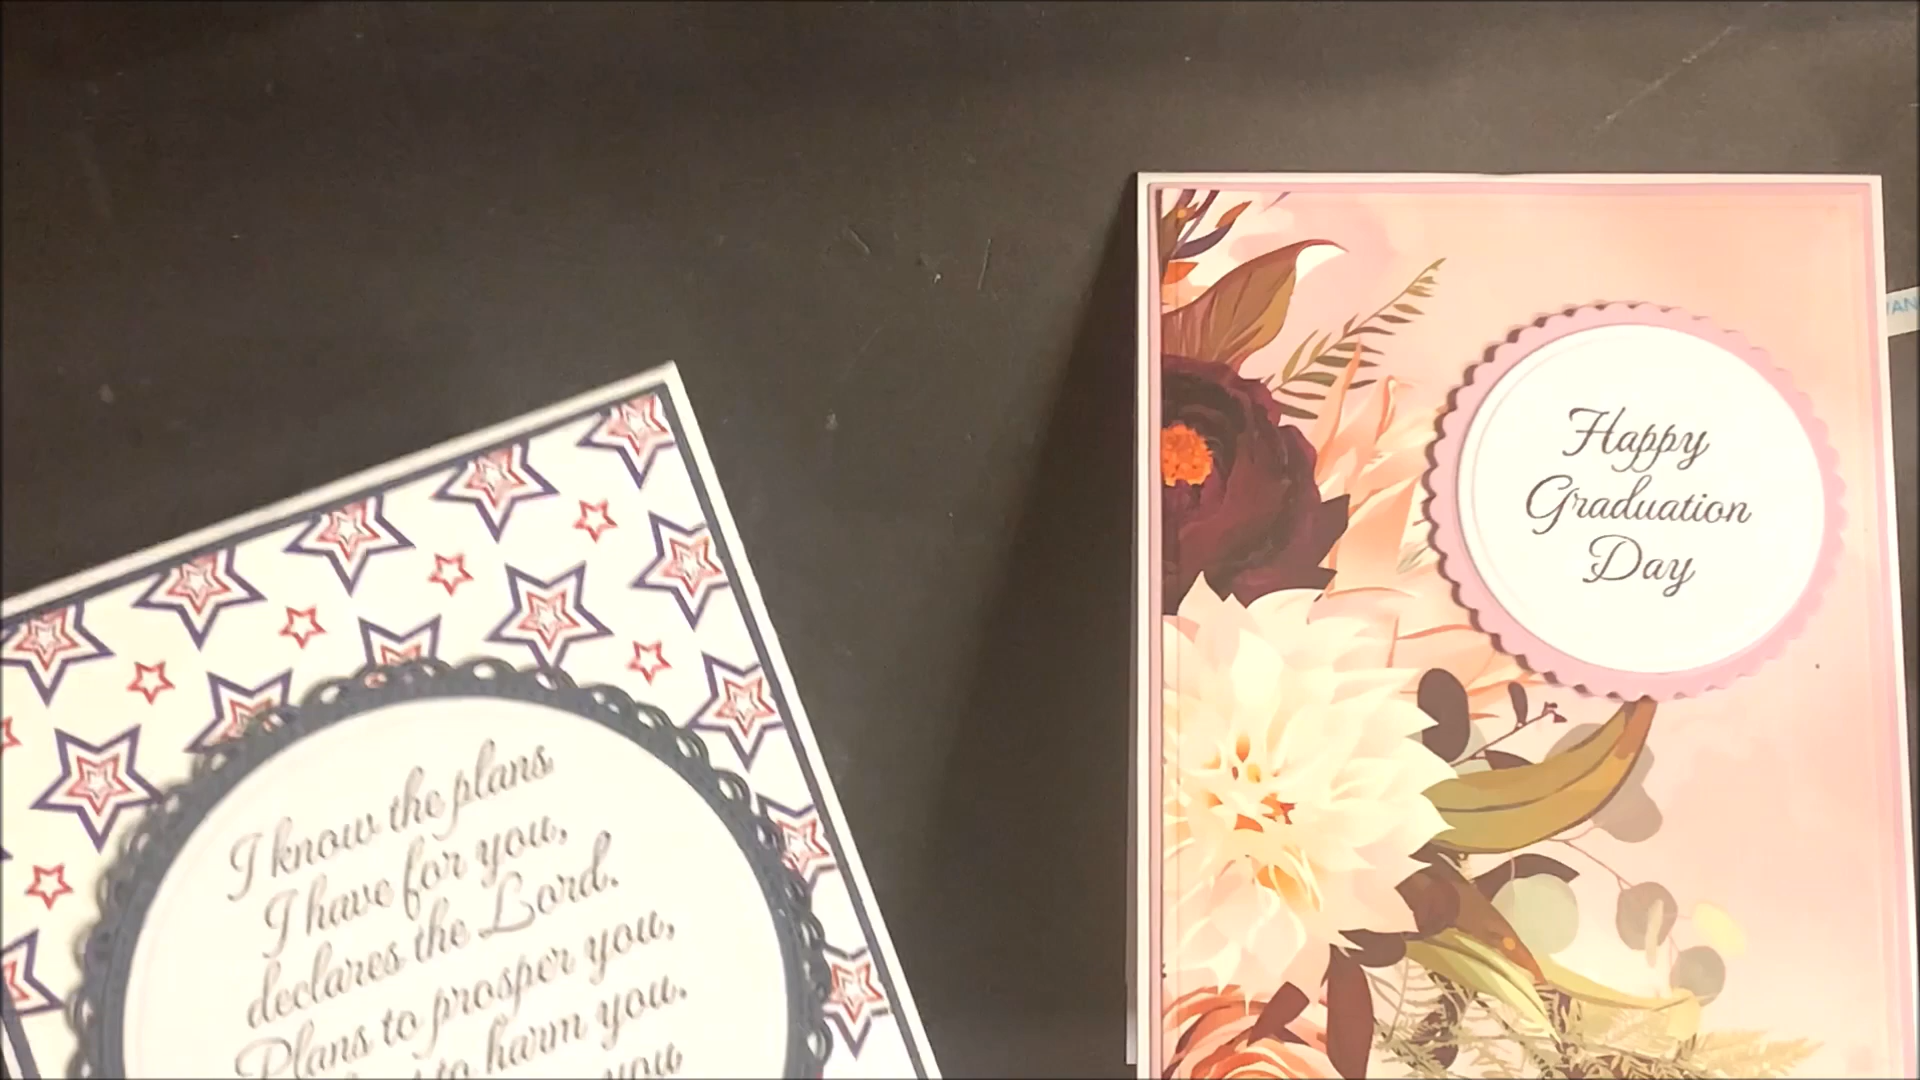 I know the plans
I have for you,
declares the Lord.
Plans to prosper you,
to harm you.
you
Happy
Graduation
Day